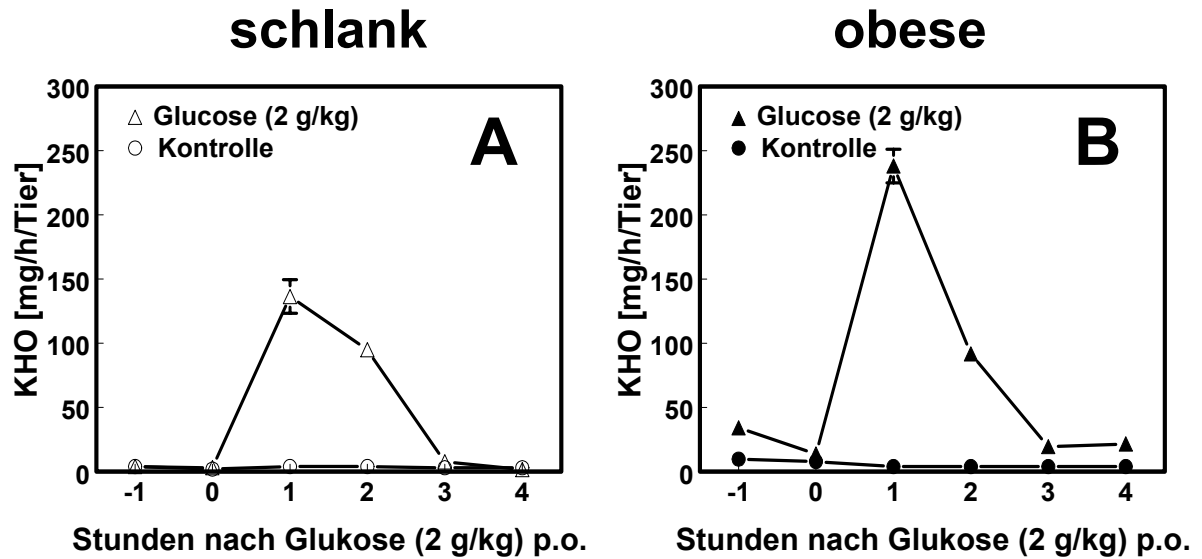 schlank
obese
KHO [mg/h/Tier]
300
250
200
150
100
50
0
△ Glucose (2 g/kg)
○ Kontrolle
A
-1 0 1 2 3 4
Stunden nach Glukose (2 g/kg) p.o.
KHO [mg/h/Tier]
300
250
200
150
100
50
0
▲ Glucose (2 g/kg)
● Kontrolle
B
-1 0 1 2 3 4
Stunden nach Glukose (2 g/kg) p.o.